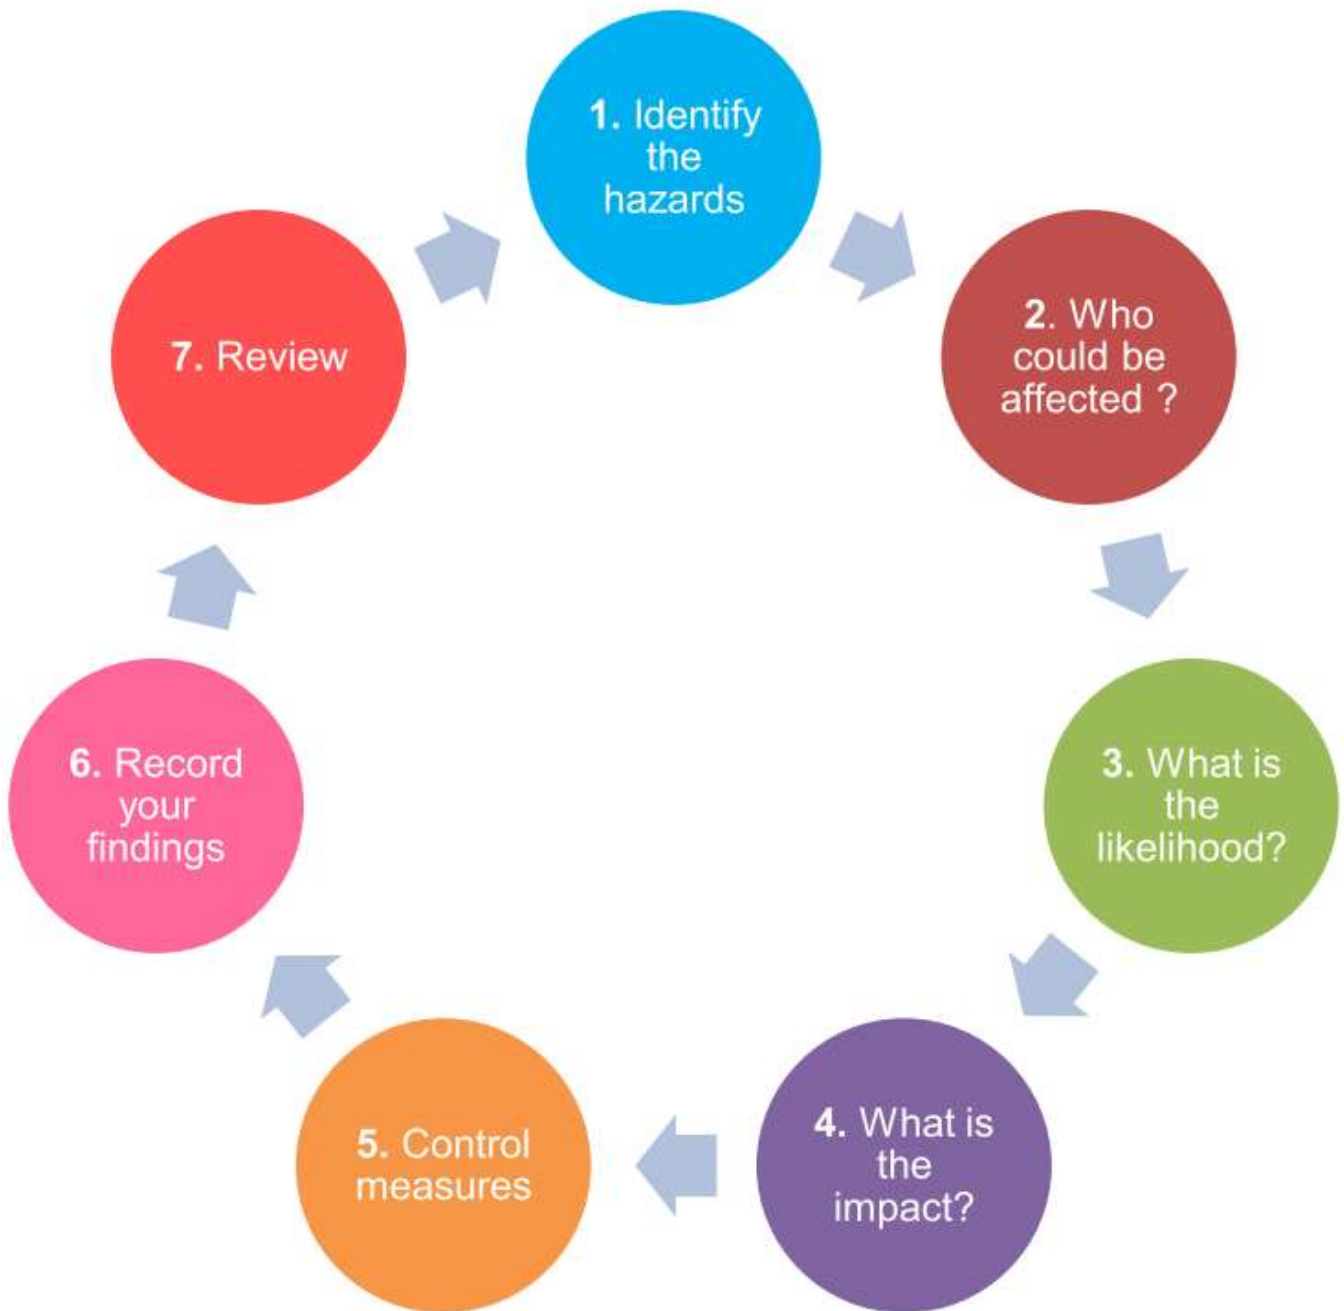 1. Identify
the
hazards
2. Who
could be
affected ?
3. What is
the
likelihood?
4. What is
the
impact?
5. Control
measures
6. Record
your
findings
7. Review